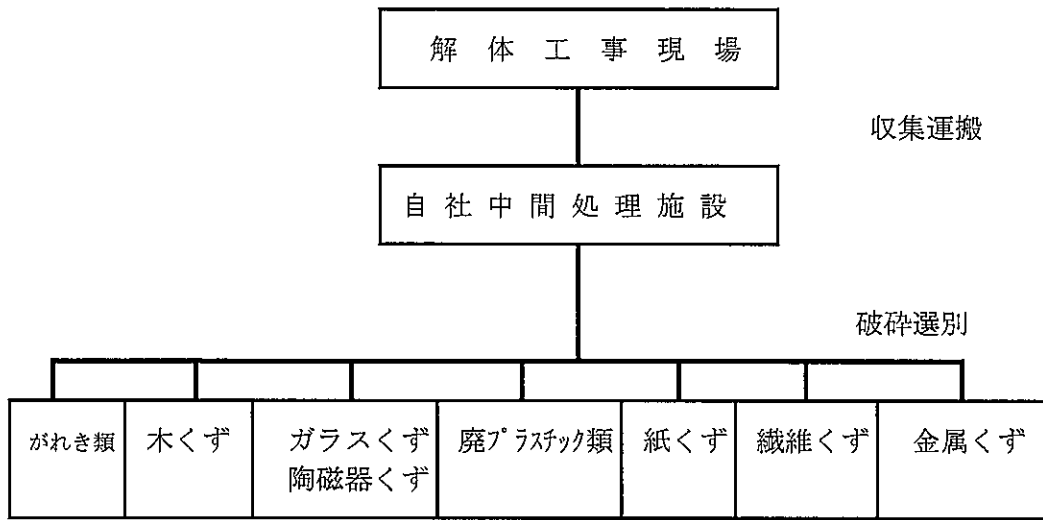 解体工事現場
収集運搬
自社中間処理施設
破砕選別
がれき類
木くず
ガラスくず
陶磁器くず
廃プラスチック類
紙くず
繊維くず
金属くず